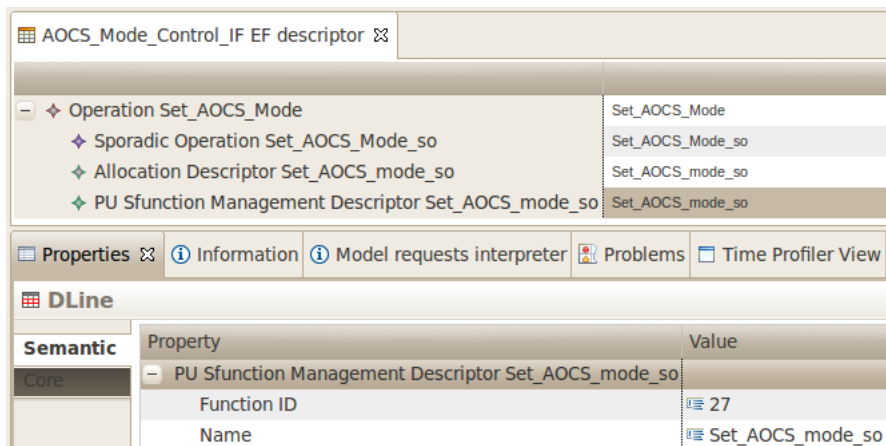 AOCS_Mode_Control_IF EF descriptor
Operation Set_AOCS_Mode Set_AOCS_Mode
Sporadic Operation Set_AOCS_Mode_so Set_AOCS_Mode_so
Allocation Descriptor Set_AOCS_mode_so Set_AOCS_mode_so
PU Sfunction Management Descriptor Set_AOCS_mode_so Set_AOCS_mode_so
Properties Information Model requests interpreter Problems Time Profiler View
DLine
Semantic Property Value
Core PU Sfunction Management Descriptor Set_AOCS_mode_so
Function ID 27
Name Set_AOCS_mode_so